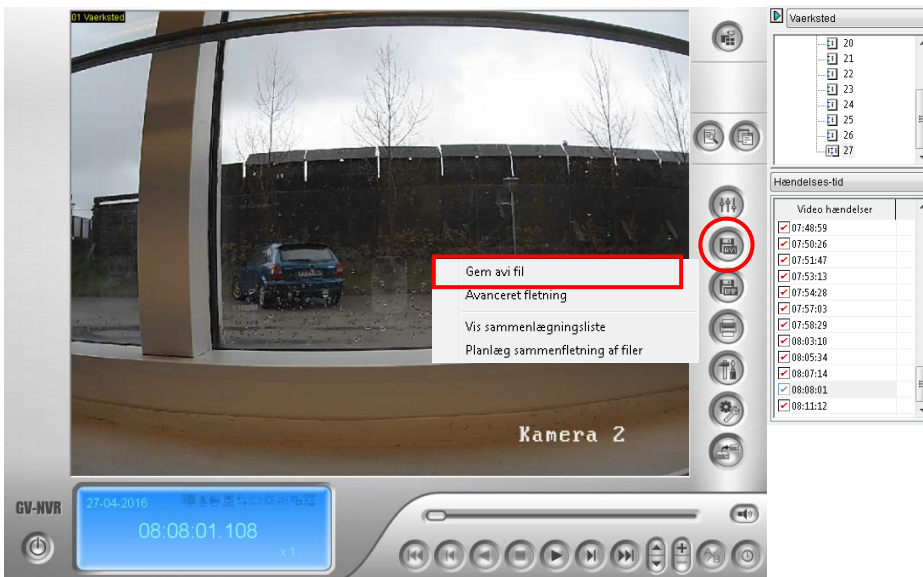 01 Vaerksted
Gem avi fil
Avanceret fletning
Vis sammenlægningsliste
Planlæg sammenfletning af filer
Kamera 2
GV-NVR
27-04-2016
08:08:01.108
x 1
AVI
BMP
Vaerksted
20
21
22
23
24
25
26
27
Hændelses-tid
Video hændelser
07:48:59
07:50:26
07:51:47
07:53:13
07:54:28
07:57:03
07:58:29
08:03:10
08:05:34
08:07:14
08:08:01
08:11:12